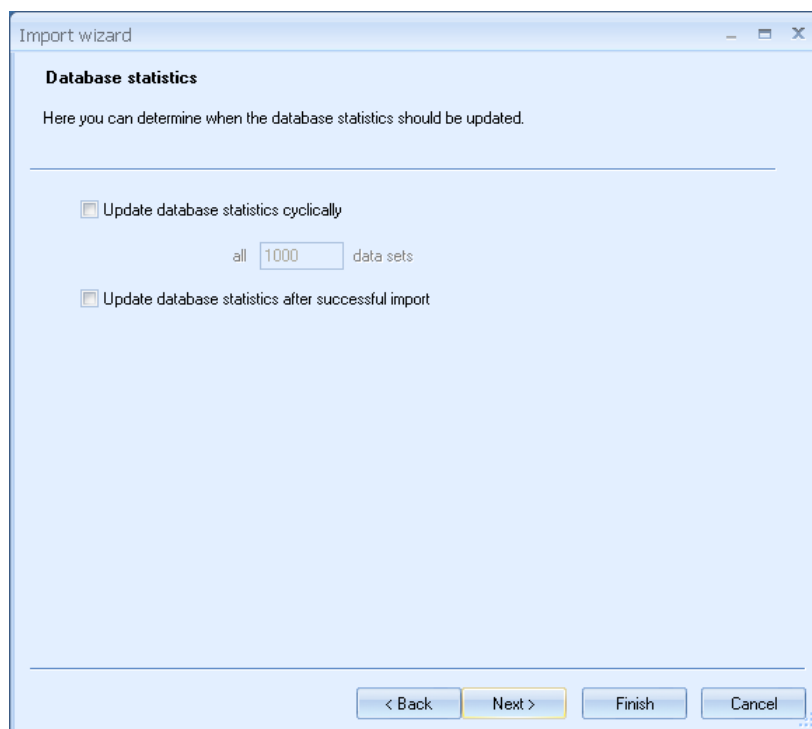 Import wizard
Database statistics
Here you can determine when the database statistics should be updated.
Update database statistics cyclically
all 1000 data sets
Update database statistics after successful import
< Back Next > Finish Cancel